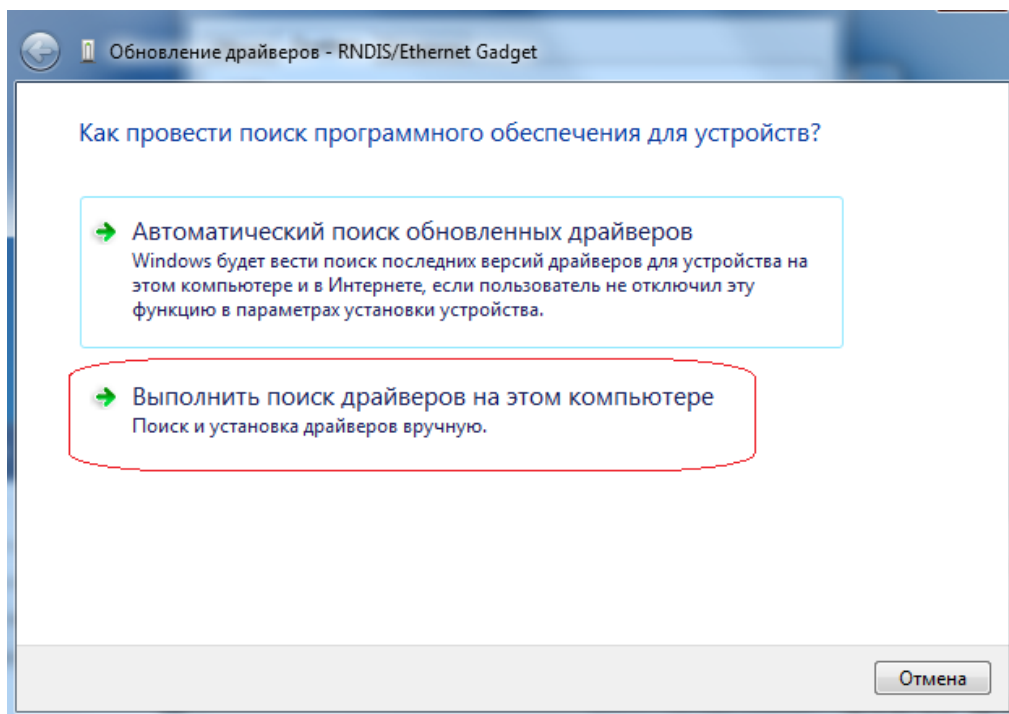 Обновление драйверов - RNDIS/Ethernet Gadget
Как провести поиск программного обеспечения для устройств?
Автоматический поиск обновленных драйверов
Windows будет вести поиск последних версий драйверов для устройства на
этом компьютере и в Интернете, если пользователь не отключил эту
функцию в параметрах установки устройства.
Выполнить поиск драйверов на этом компьютере
Поиск и установка драйверов вручную.
Отмена